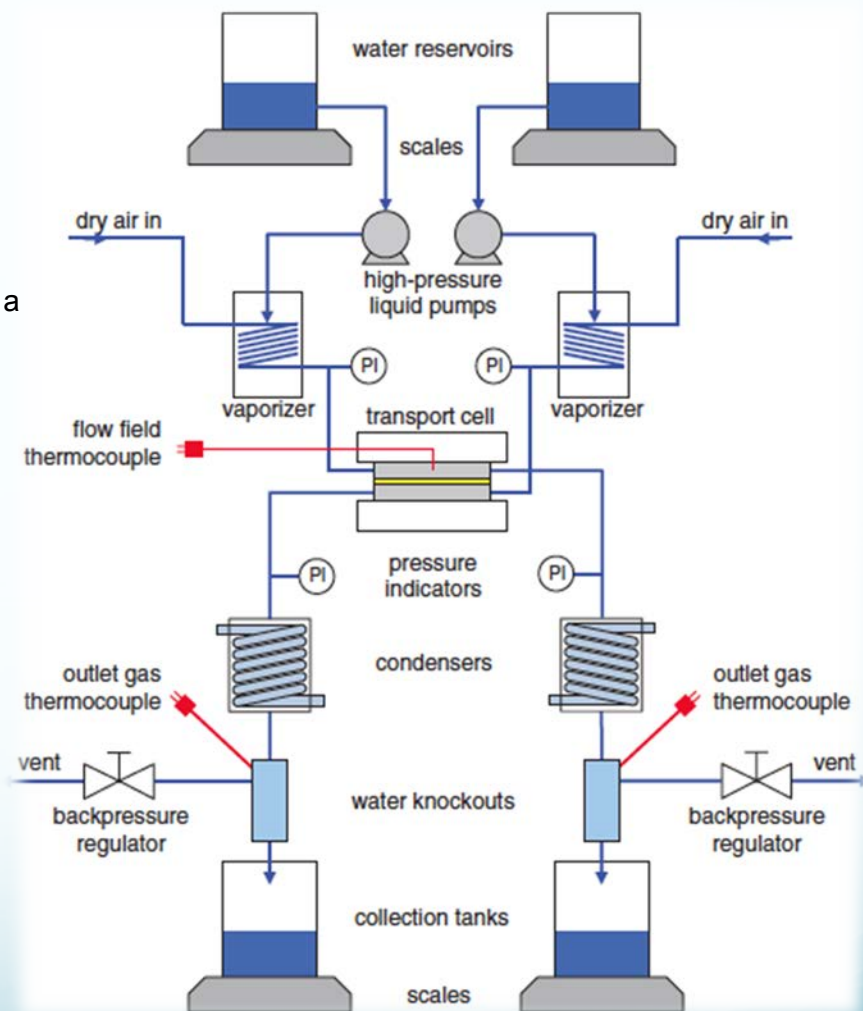 water reservoirs
scales
dry air in
dry air in
high-pressure
liquid pumps
a
PI
PI
vaporizer
transport cell
vaporizer
flow field
thermocouple
PI
pressure
indicators
PI
outlet gas
thermocouple
condensers
outlet gas
thermocouple
vent
vent
backpressure
regulator
water knockouts
backpressure
regulator
collection tanks
scales